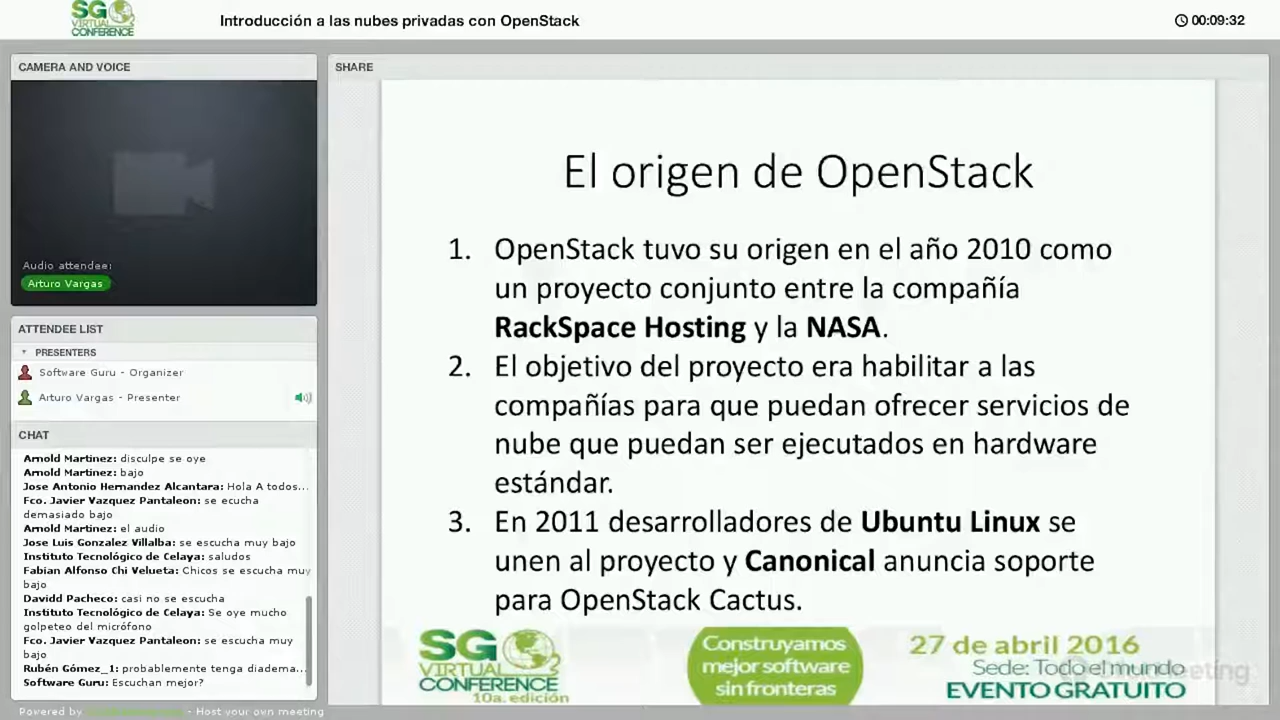 SG
VIRTUAL
CONFERENCE
Introducción a las nubes privadas con OpenStack
00:09:32
CAMERA AND VOICE
Audio attendee:
Arturo Vargas
ATTENDEE LIST
PRESENTERS
Software Guru - Organizer
Arturo Vargas - Presenter
CHAT
Arnold Martinez: disculpe se oye
Arnold Martinez: bajo
Jose Antonio Hernandez Alcantara: Hola A todos...
Fco. Javier Vazquez Pantaleon: se ecucha
demasiado bajo
Arnold Martinez: el audio
Jose Luis Gonzalez Villalba: se escucha muy bajo
Instituto Tecnológico de Celaya: saludos
Fabian Alfonso Chi Velueta: Chicos se escucha muy
bajo
Davidd Pacheco: casi no se escucha
Instituto Tecnológico de Celaya: Se oye mucho
golpeteo del micrófono
Fco. Javier Vazquez Pantaleon: se escucha muy
bajo
Rubén Gómez_1: probablemente tenga diadema...
Software Guru: Escuchan mejor?
Powered by - Host your own meeting
SHARE
El origen de OpenStack
1. OpenStack tuvo su origen en el año 2010 como
un proyecto conjunto entre la compañía
RackSpace Hosting y la NASA.
2. El objetivo del proyecto era habilitar a las
compañías para que puedan ofrecer servicios de
nube que puedan ser ejecutados en hardware
estándar.
3. En 2011 desarrolladores de Ubuntu Linux se
unen al proyecto y Canonical anuncia soporte
para OpenStack Cactus.
SG
VIRTUAL
CONFERENCE
10a. edición
Construyamos
mejor software
sin fronteras
27 de abril 2016
Sede: Todo el mundo
EVENTO GRATUITO